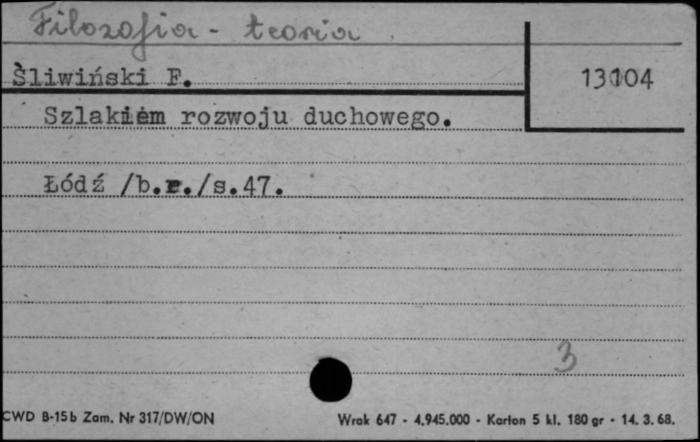 Filozofia - teoria
Śliwiński F.
13104
Szlakiem rozwoju duchowego.
Łódź /b.r./s.47.
3
CWD B-15b Zam. Nr 317/DW/ON
Wrak 647 - 4.945.000 - Karton 5 kl. 180 gr - 14. 3. 68.